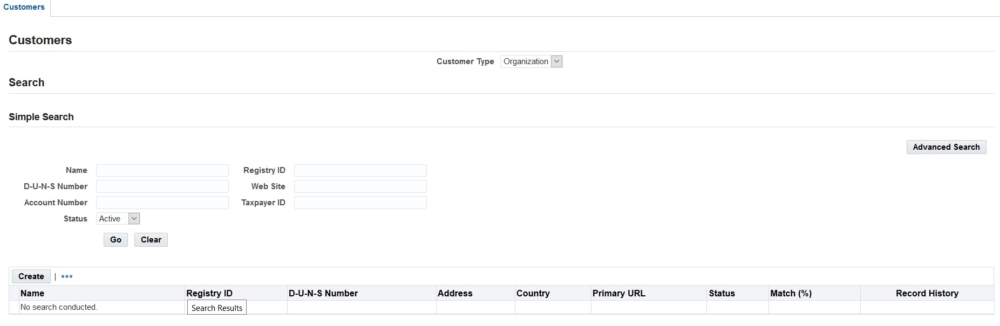 Customers
Customers
Customer Type Organization
Search
Simple Search
Advanced Search
Name Registry ID
D-U-N-S Number Web Site
Account Number Taxpayer ID
Status Active
Go Clear
Create |
Name Registry ID D-U-N-S Number Address Country Primary URL Status Match (%) Record History
No search conducted. Search Results